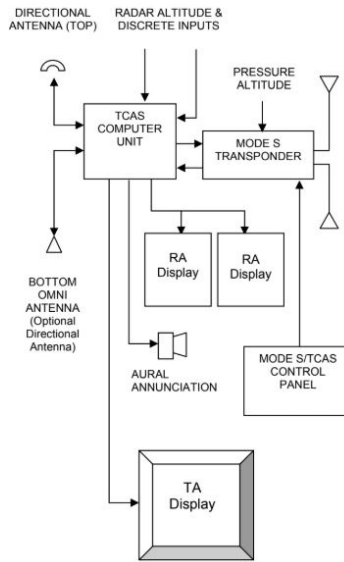 DIRECTIONAL
ANTENNA (TOP)
RADAR ALTITUDE &
DISCRETE INPUTS
PRESSURE
ALTITUDE
TCAS
COMPUTER
UNIT
MODE S
TRANSPONDER
RA
Display
RA
Display
BOTTOM
OMNI
ANTENNA
(Optional
Directional
Antenna)
AURAL
ANNUNCIATION
MODE S/TCAS
CONTROL
PANEL
TA
Display